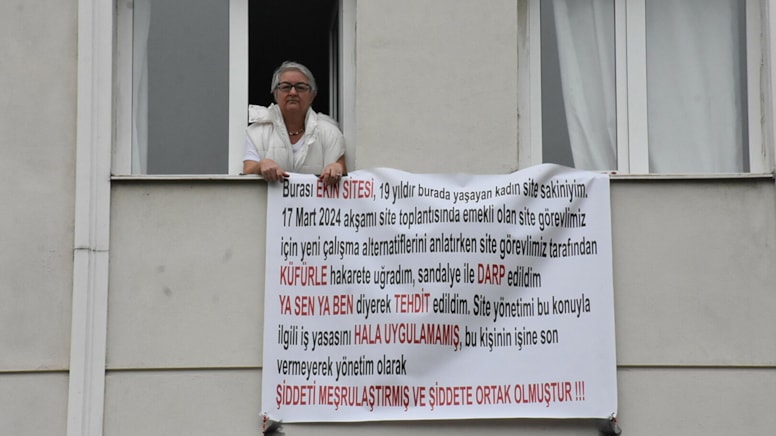 Burası EKİN SİTESİ, 19 yıldır burada yaşayan kadın site sakiniyim.
17 Mart 2024 akşamı site toplantısında emekli olan site görevlimiz
için yeni çalışma alternatiflerini anlatırken site görevlimiz tarafından
KÜFÜRLE hakarete uğradım, sandalye ile DARP edildim
YA SEN YA BEN diyerek TEHDİT edildim. Site yönetimi bu konuyla
ilgili iş yasasını HALA UYGULAMAMIŞ, bu kişinin işine son
vermeyerek yönetim olarak
ŞİDDETİ MEŞRULAŞTIRMIŞ VE ŞİDDETE ORTAK OLMUŞTUR !!!